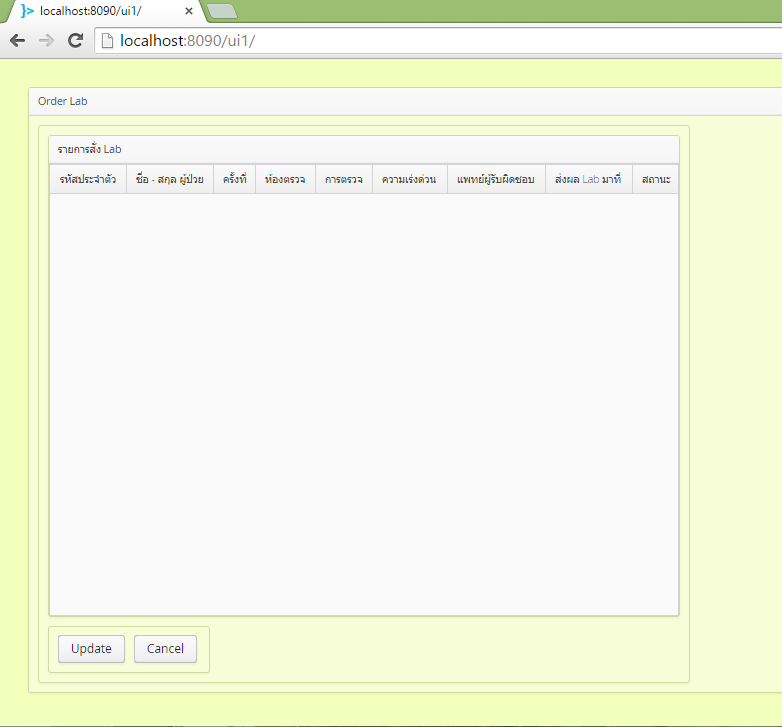 localhost:8090/ui1/
localhost:8090/ui1/
Order Lab
รายการสั่ง Lab
รหัสประจำตัว ชื่อ - สกุล ผู้ป่วย ครั้งที่ ห้องตรวจ การตรวจ ความเร่งด่วน แพทย์ผู้รับผิดชอบ ส่งผล Lab มาที่ สถานะ
Update Cancel